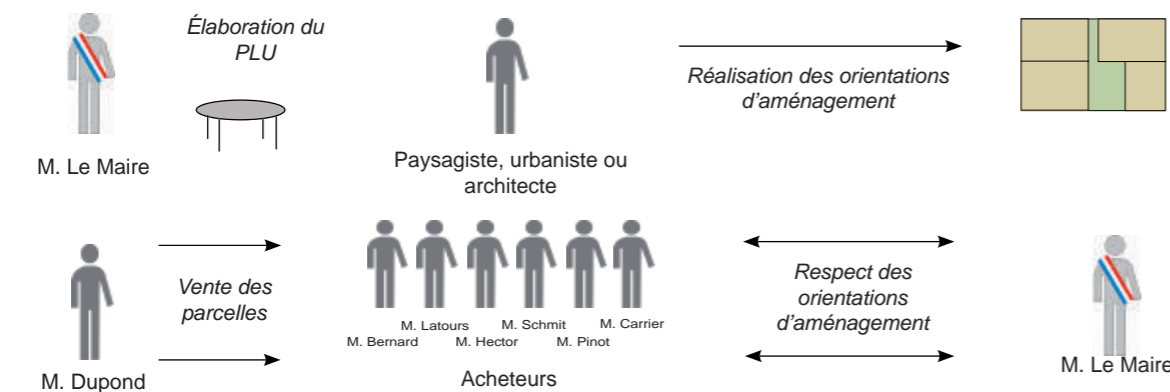 Élaboration du
PLU
M. Le Maire
Paysagiste, urbaniste ou
architecte
Réalisation des orientations
d'aménagement
M. Dupond
Vente des
parcelles
M. Latours
M. Schmit
M. Carrier
M. Bernard
M. Hector
M. Pinot
Acheteurs
Respect des
orientations
d'aménagement
M. Le Maire